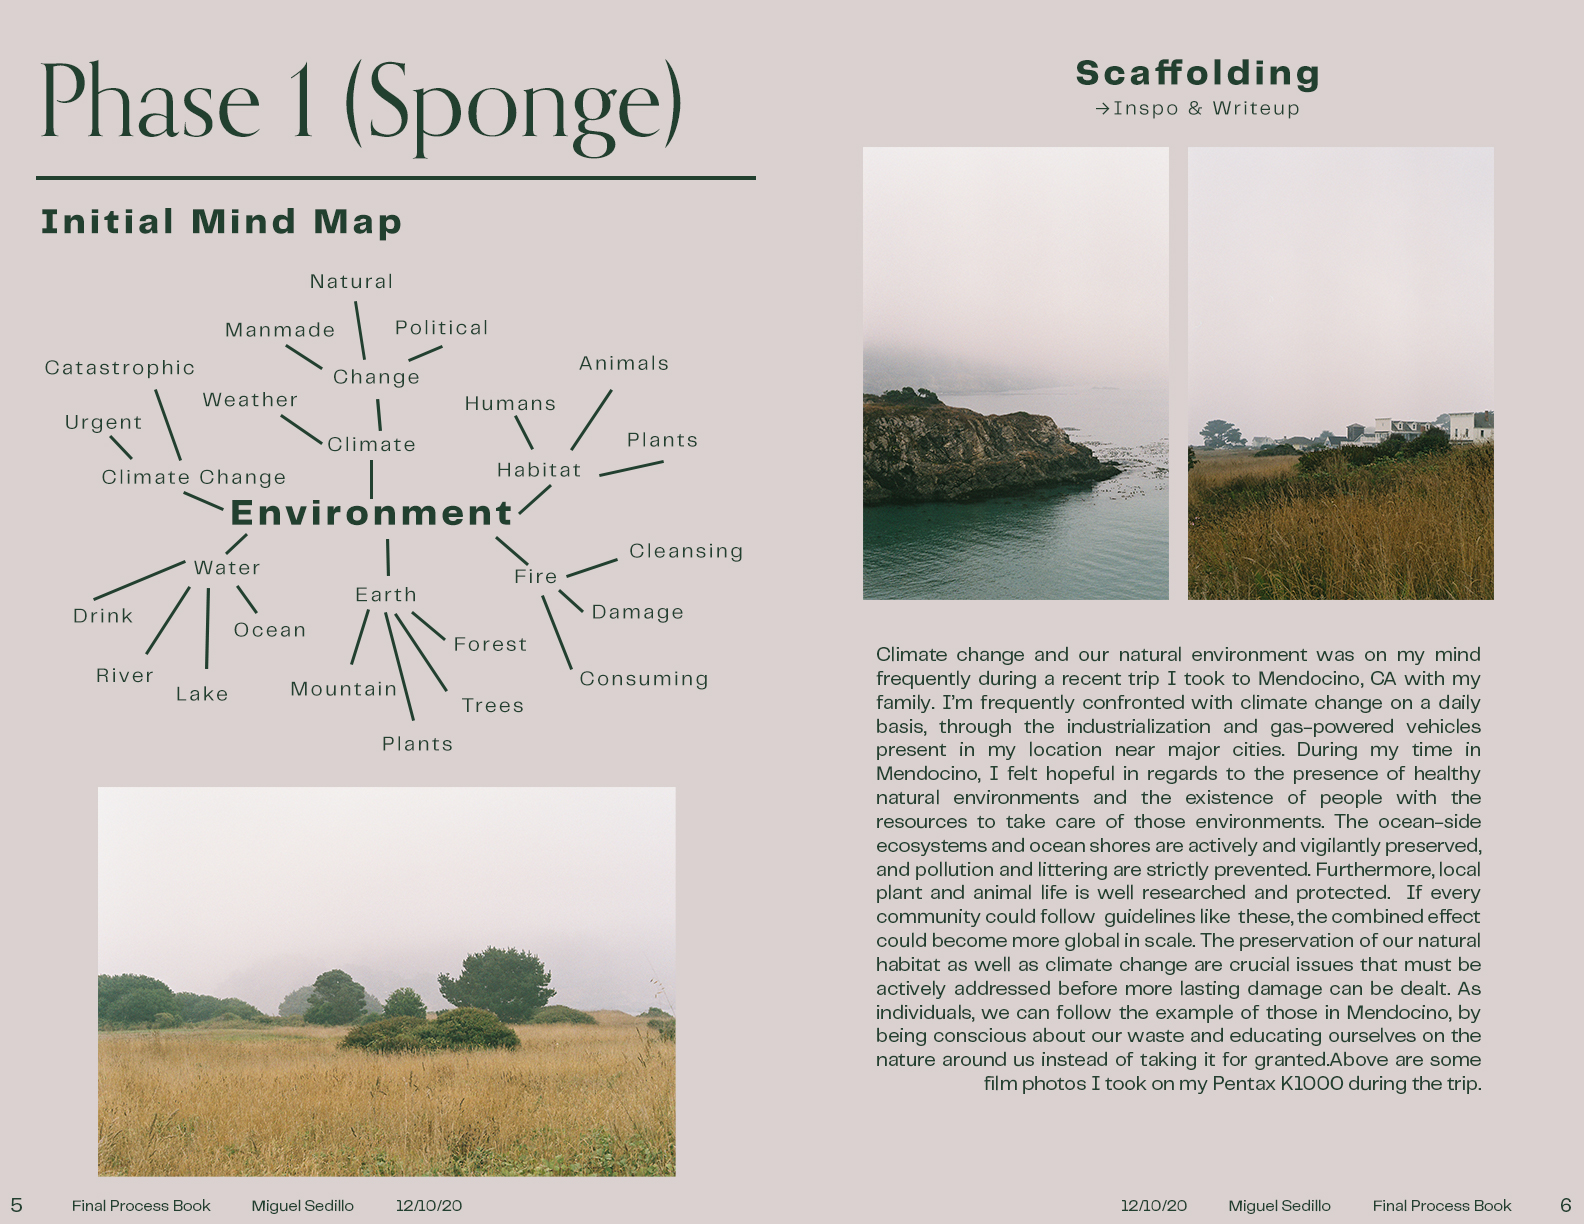 Phase 1 (Sponge)
Initial Mind Map
Natural
Manmade
Political
Catastrophic
Animals
Change
Weather
Humans
Urgent
Plants
Climate
Habitat
Climate Change
Environment
Cleansing
Water
Fire
Earth
Drink
Damage
Ocean
Forest
River
Consuming
Lake
Mountain
Trees
Plants
5 Final Process Book Miguel Sedillo 12/10/20
Scaffolding
→Inspo & Writeup
Climate change and our natural environment was on my mind
frequently during a recent trip I took to Mendocino, CA with my
family. I'm frequently confronted with climate change on a daily
basis, through the industrialization and gas-powered vehicles
present in my location near major cities. During my time in
Mendocino, I felt hopeful in regards to the presence of healthy
natural environments and the existence of people with the
resources to take care of those environments. The ocean-side
ecosystems and ocean shores are actively and vigilantly preserved,
and pollution and littering are strictly prevented. Furthermore, local
plant and animal life is well researched and protected. If every
community could follow guidelines like these, the combined effect
could become more global in scale. The preservation of our natural
habitat as well as climate change are crucial issues that must be
actively addressed before more lasting damage can be dealt. As
individuals, we can follow the example of those in Mendocino, by
being conscious about our waste and educating ourselves on the
nature around us instead of taking it for granted.Above are some
film photos I took on my Pentax K1000 during the trip.
12/10/20 Miguel Sedillo Final Process Book 6